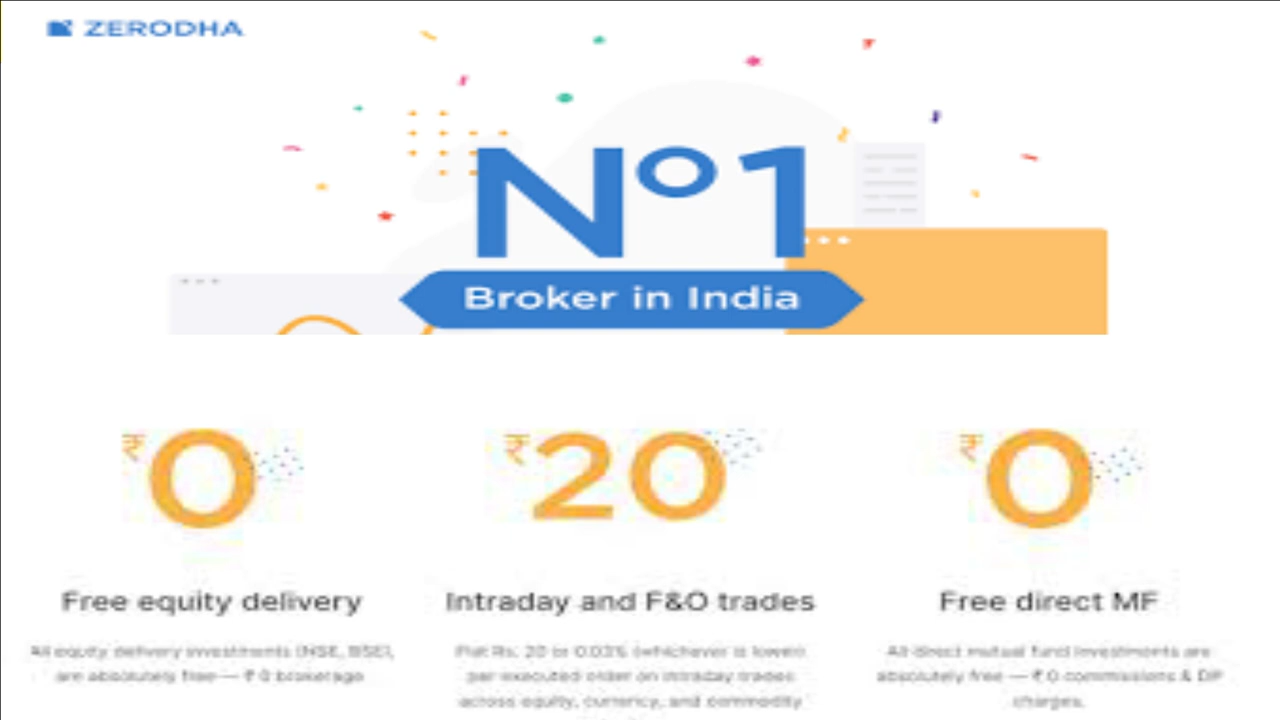 ZERODHA
Nº1
Broker in India
₹0
₹20
₹0
Free equity delivery
Intraday and F&O trades
Free direct MF
All equity delivery investments (NSE, BSE),
are absolutely free — ₹ 0 brokerage.
Flat Rs. 20 or 0.03% (whichever is lower)
per executed order on intraday trades
across equity, currency, and commodity
All direct mutual fund investments are
absolutely free — ₹ 0 commissions & DP
charges.